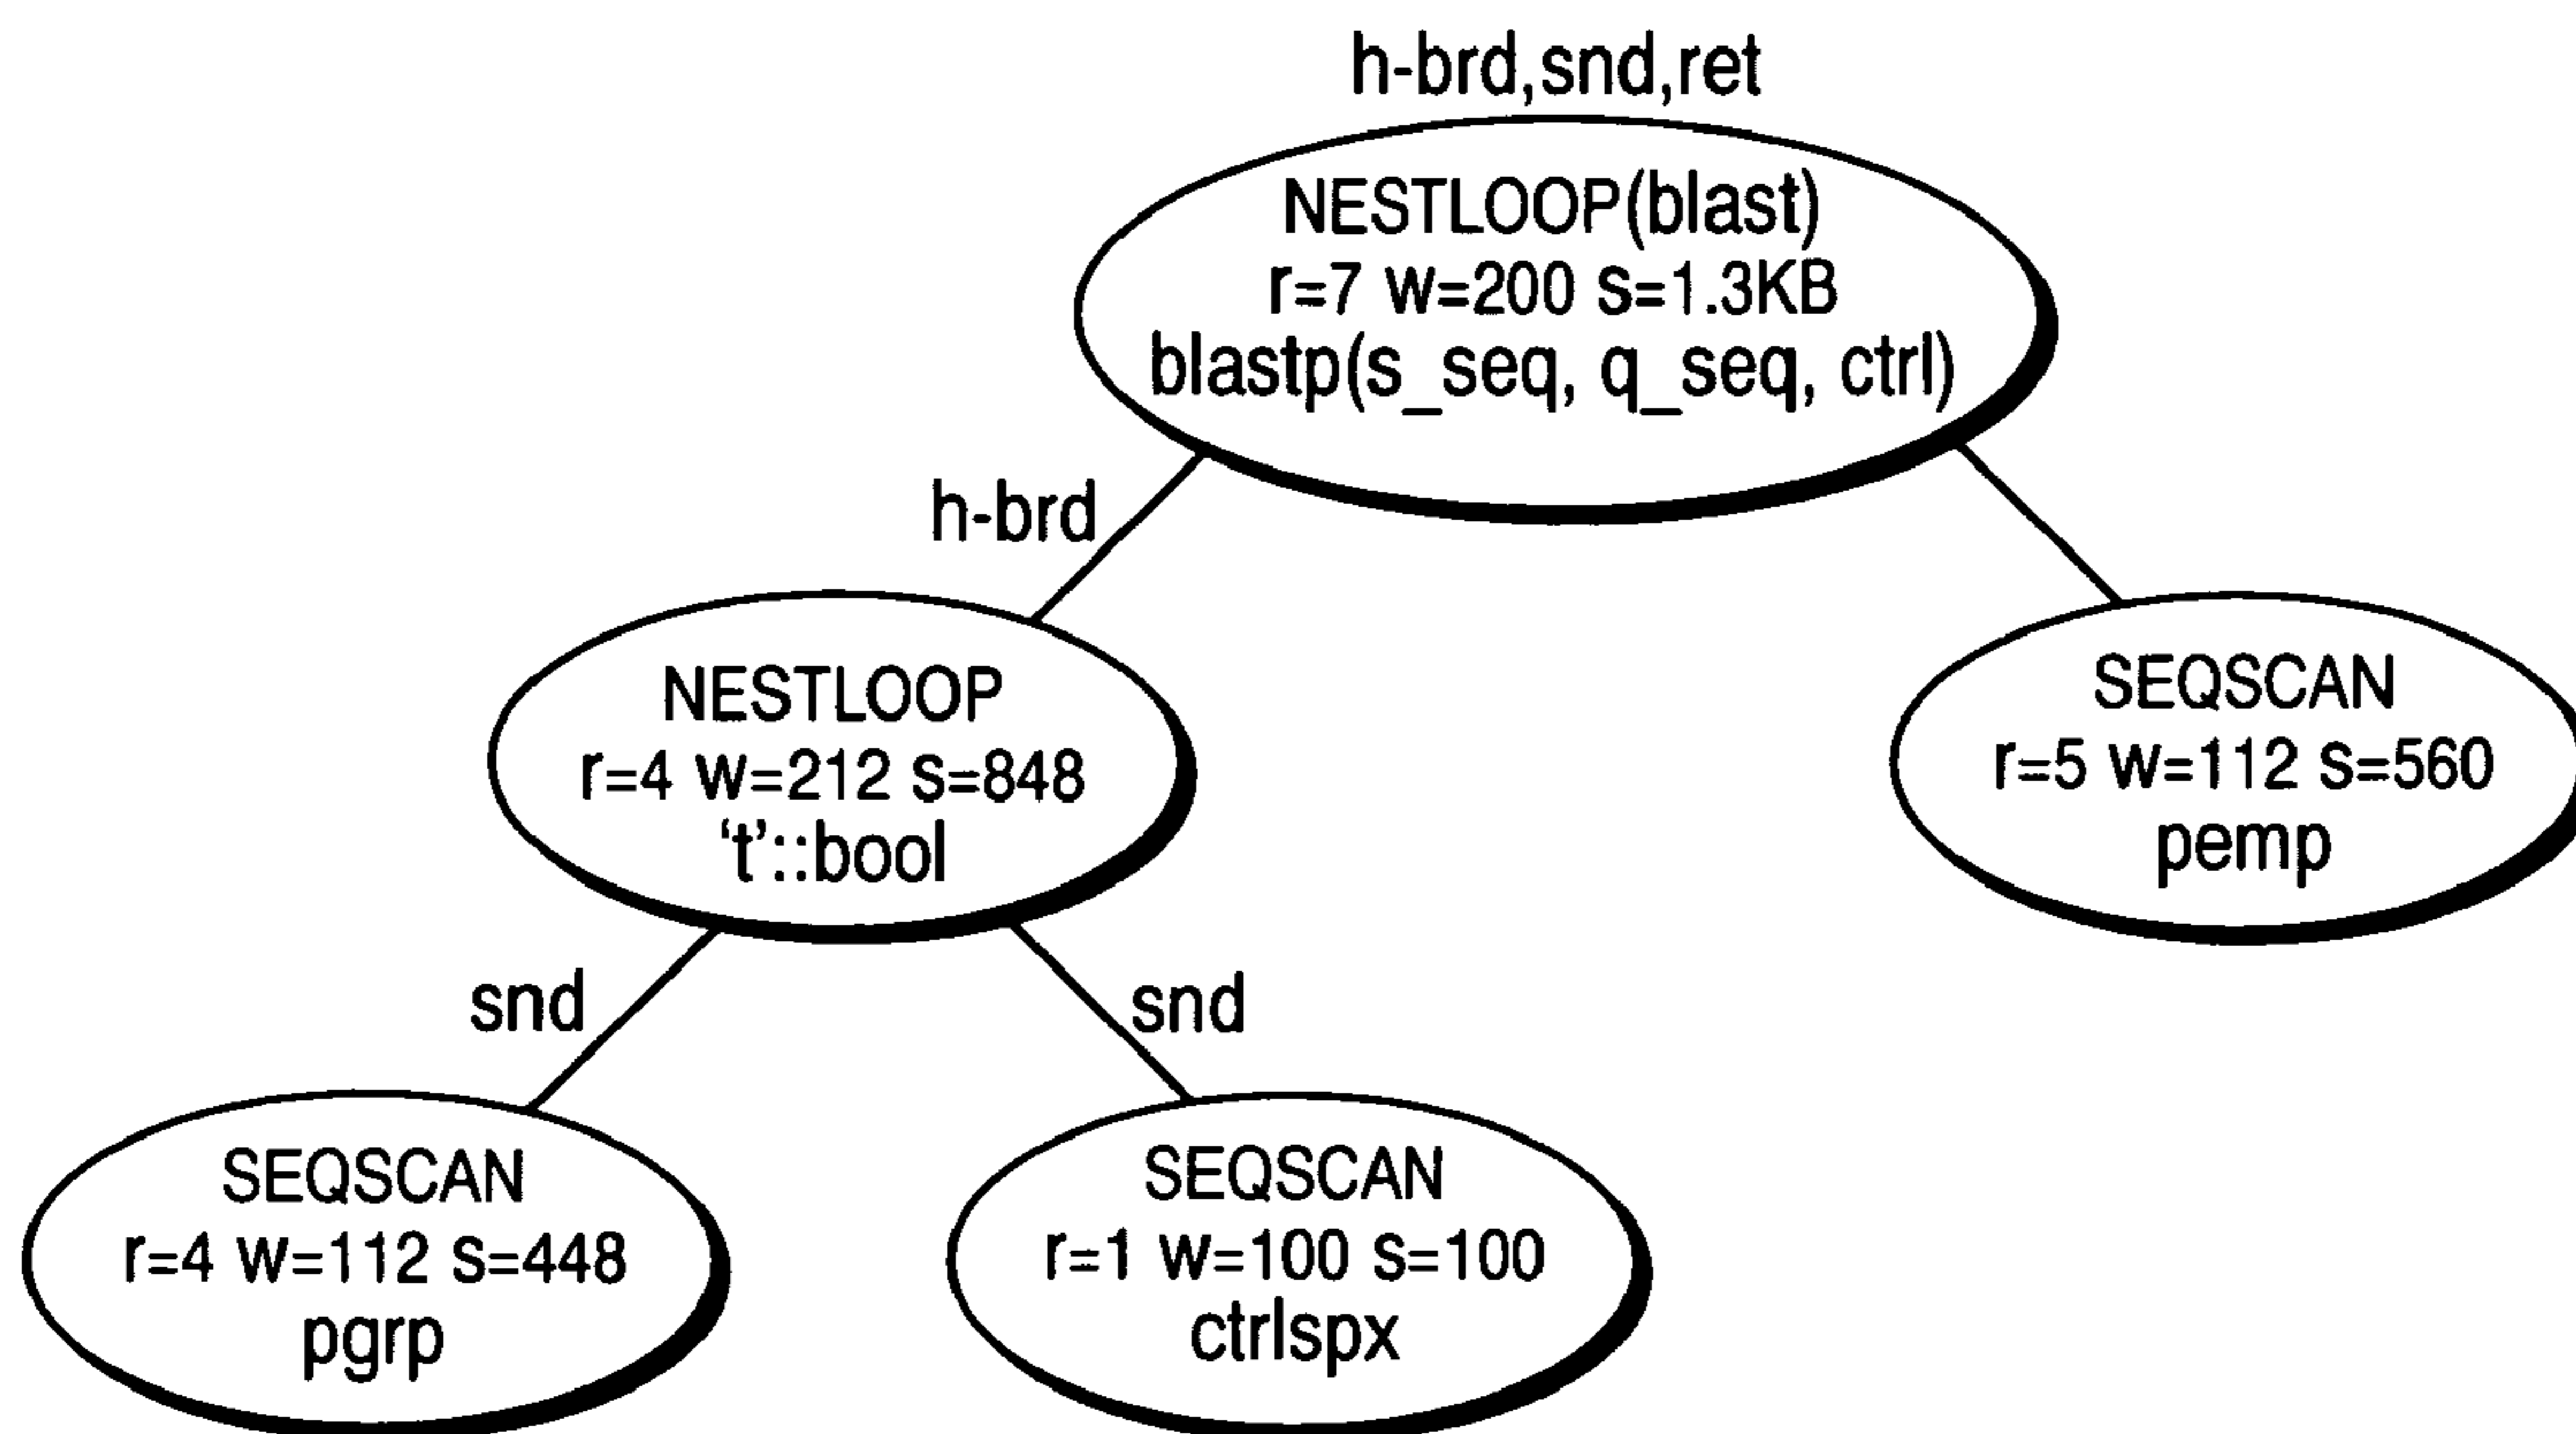 h-brd,snd,ret
NESTLOOP(blast)
r=7 w=200 s=1.3KB
blastp(s_seq, q_seq, ctrl)
h-brd
NESTLOOP
r=4 w=212 s=848
‘t’::bool
SEQSCAN
r=5 w=112 s=560
pemp
snd
snd
SEQSCAN
r=4 w=112 s=448
pgrp
SEQSCAN
r=1 w=100 s=100
ctrlspx